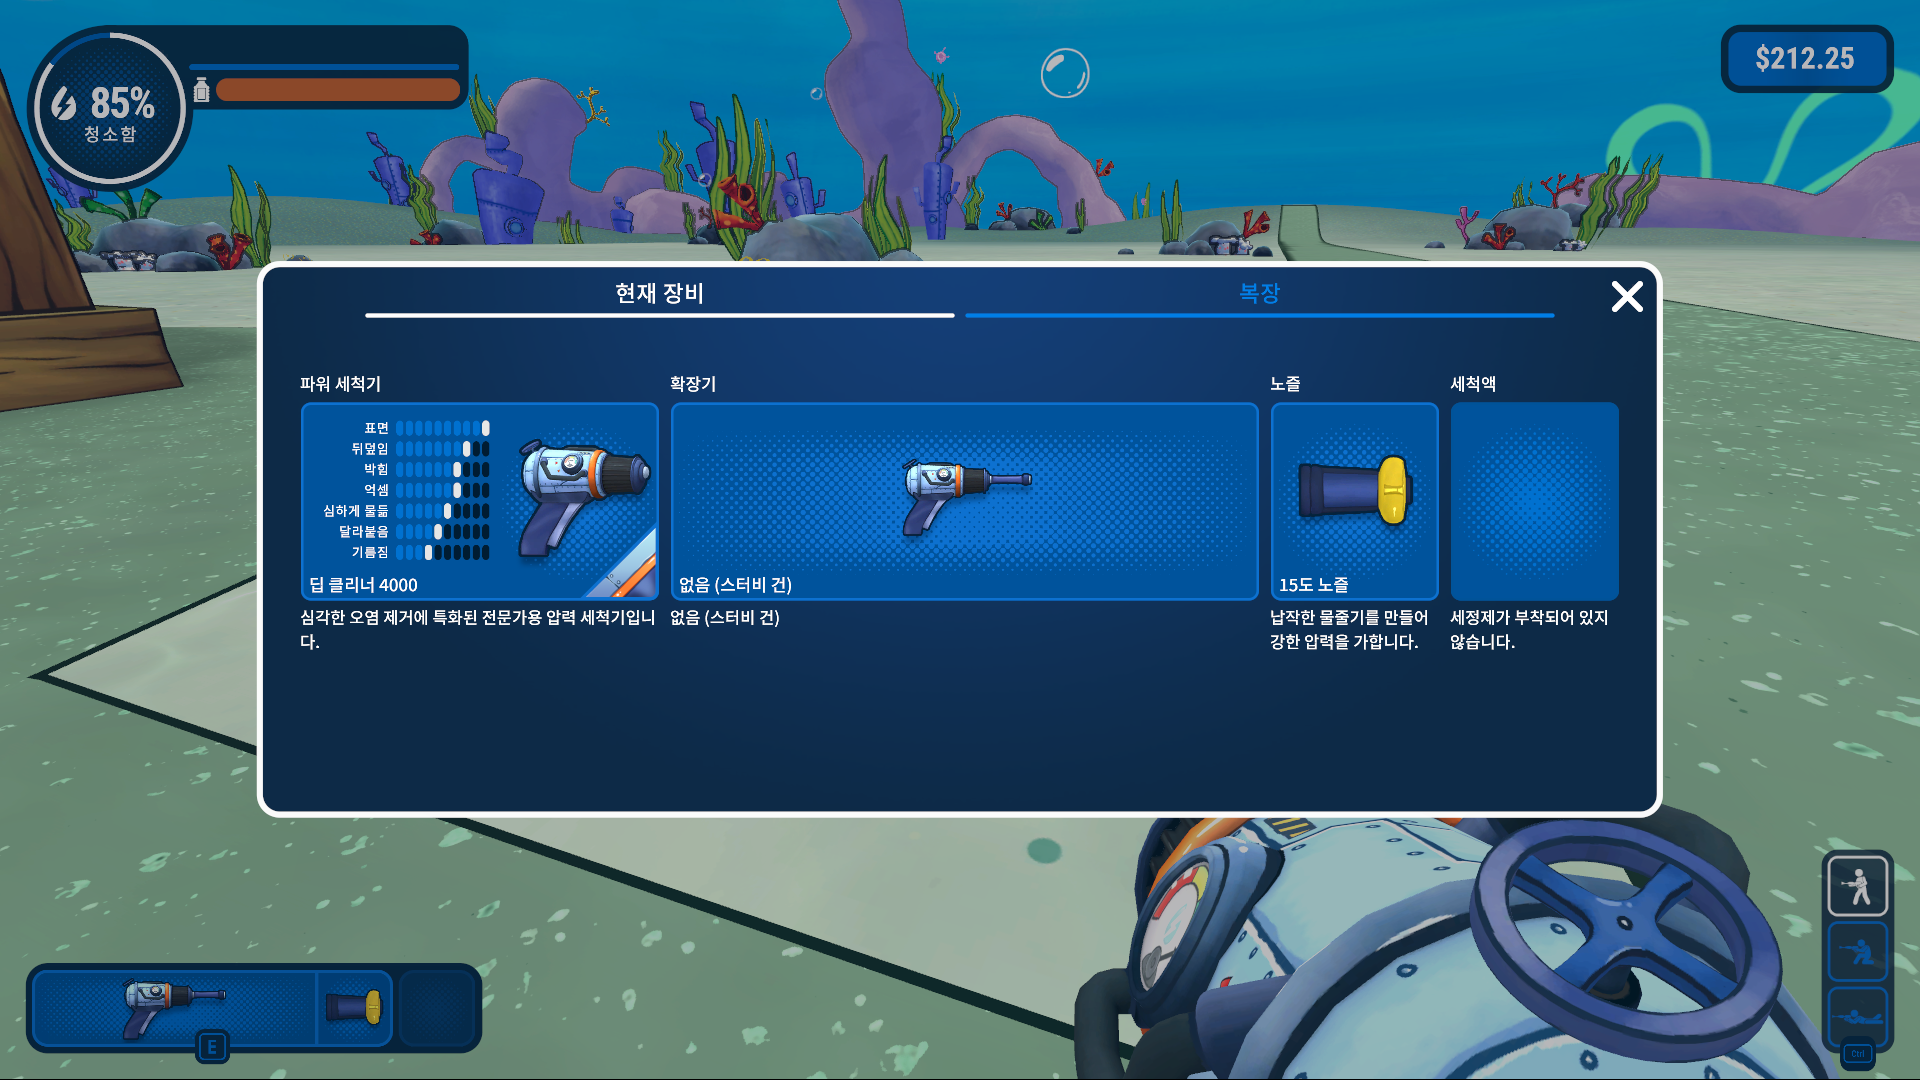 85%
청소함
$212.25
현재 장비
복장
파워 세척기
확장기
노즐
세척액
표면
뒤덮임
박힘
억셈
심하게 물듦
달라붙음
기름짐
딥 클리너 4000
없음 (스터비 건)
15도 노즐
심각한 오염 제거에 특화된 전문가용 압력 세척기입니
다.
없음 (스터비 건)
납작한 물줄기를 만들어
강한 압력을 가합니다.
세정제가 부착되어 있지
않습니다.
E
Ctrl